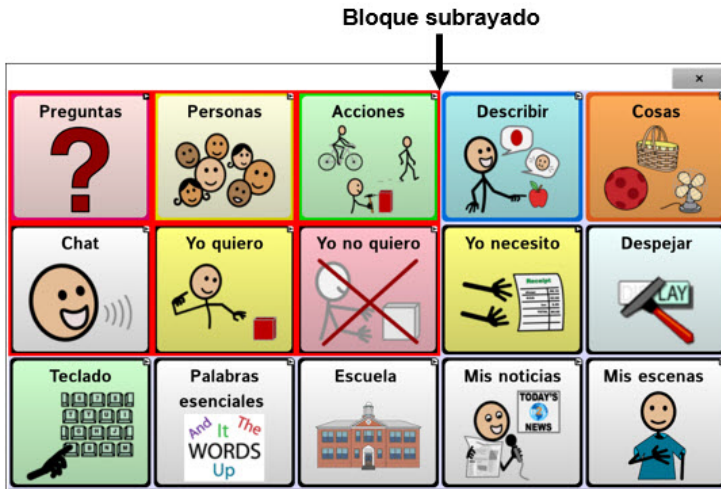 Bloque subrayado
×
Preguntas
Personas
Acciones
Describir
Cosas
Chat
Yo quiero
Yo no quiero
Yo necesito
Receipt
Despejar
LAY
Teclado
Palabras
esenciales
And It The
WORDS
Up
Escuela
Mis noticias
TODAY'S
NEWS
Mis escenas